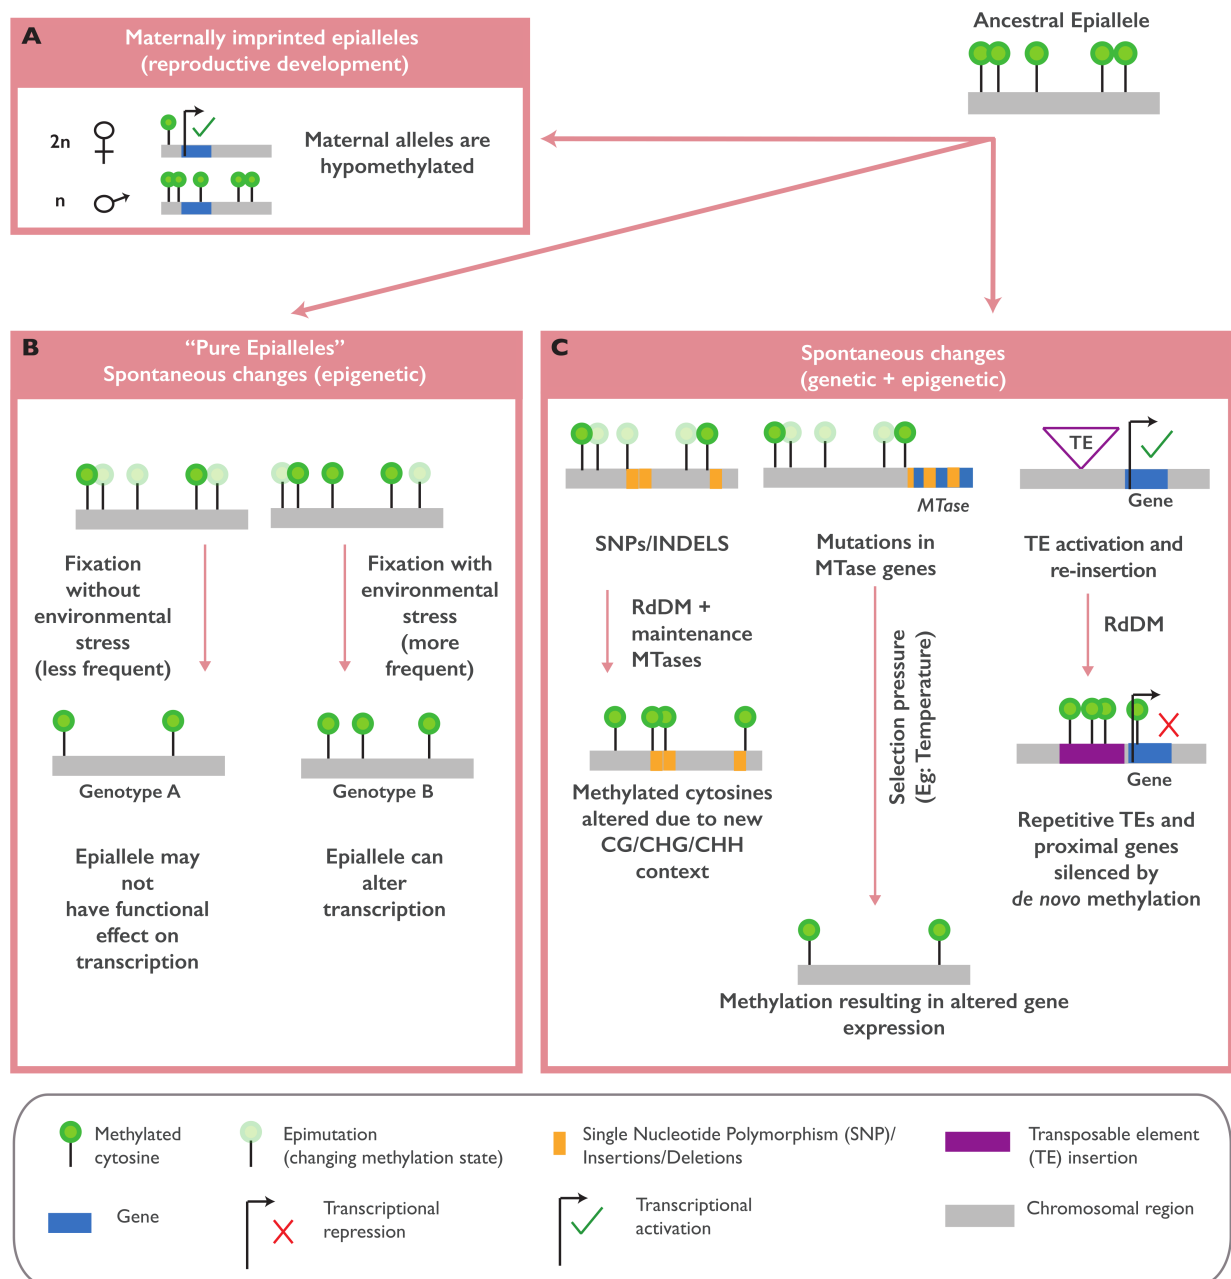 Ancestral Epiallele
A
Maternally imprinted epialleles
(reproductive development)
2n
Maternal alleles are
hypomethylated
n
B
“Pure Epialleles”
Spontaneous changes (epigenetic)
Fixation
without
environmental
stress
(less frequent)
Fixation with
environmental
stress
(more
frequent)
Genotype A
Genotype B
Epiallele may
not
have functional
effect on
transcription
Epiallele can
alter
transcription
C
Spontaneous changes
(genetic + epigenetic)
SNPs/INDELS
RdDM +
maintenance
MTases
Methylated cytosines
altered due to new
CG/CHG/CHH
context
MTase
Mutations in
MTase genes
Selection pressure
(Eg: Temperature)
Methylation resulting in altered gene
expression
TE
Gene
TE activation and
re-insertion
RdDM
Gene
Repetitive TEs and
proximal genes
silenced by
de novo methylation
Methylated
cytosine
Epimutation
(changing methylation state)
Single Nucleotide Polymorphism (SNP)/
Insertions/Deletions
Transposable element
(TE) insertion
Gene
Transcriptional
repression
Transcriptional
activation
Chromosomal region